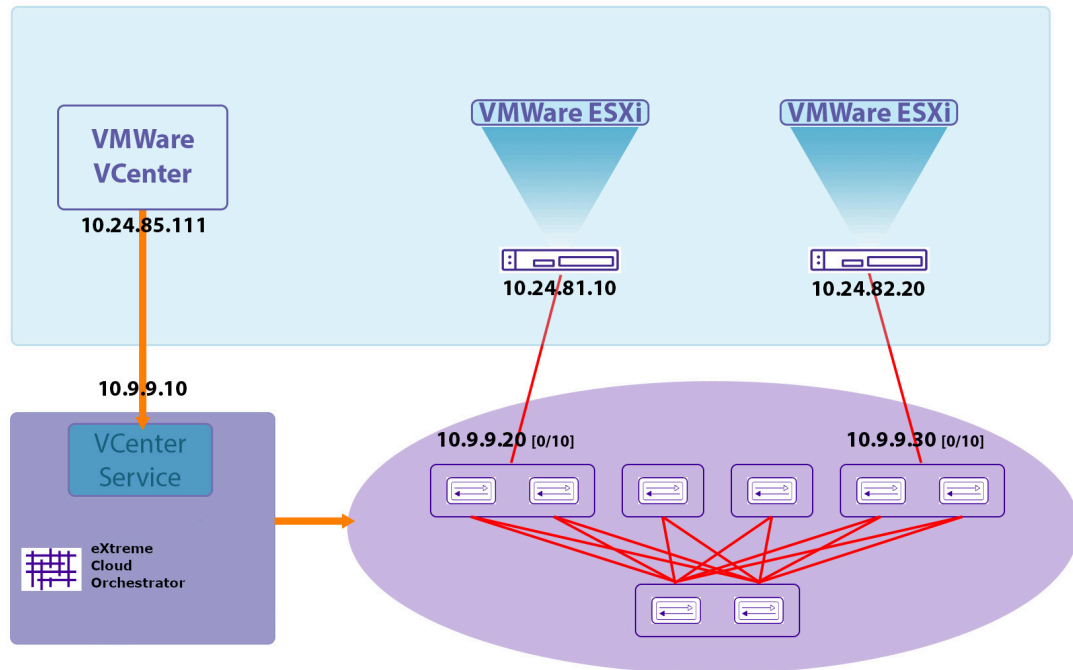 VMWare
VCenter
10.24.85.111
VMWare ESXi
VMWare ESXi
10.24.81.10
10.24.82.20
10.9.9.10
VCenter
Service
eXtreme
Cloud
Orchestrator
10.9.9.20 [0/10]
10.9.9.30 [0/10]